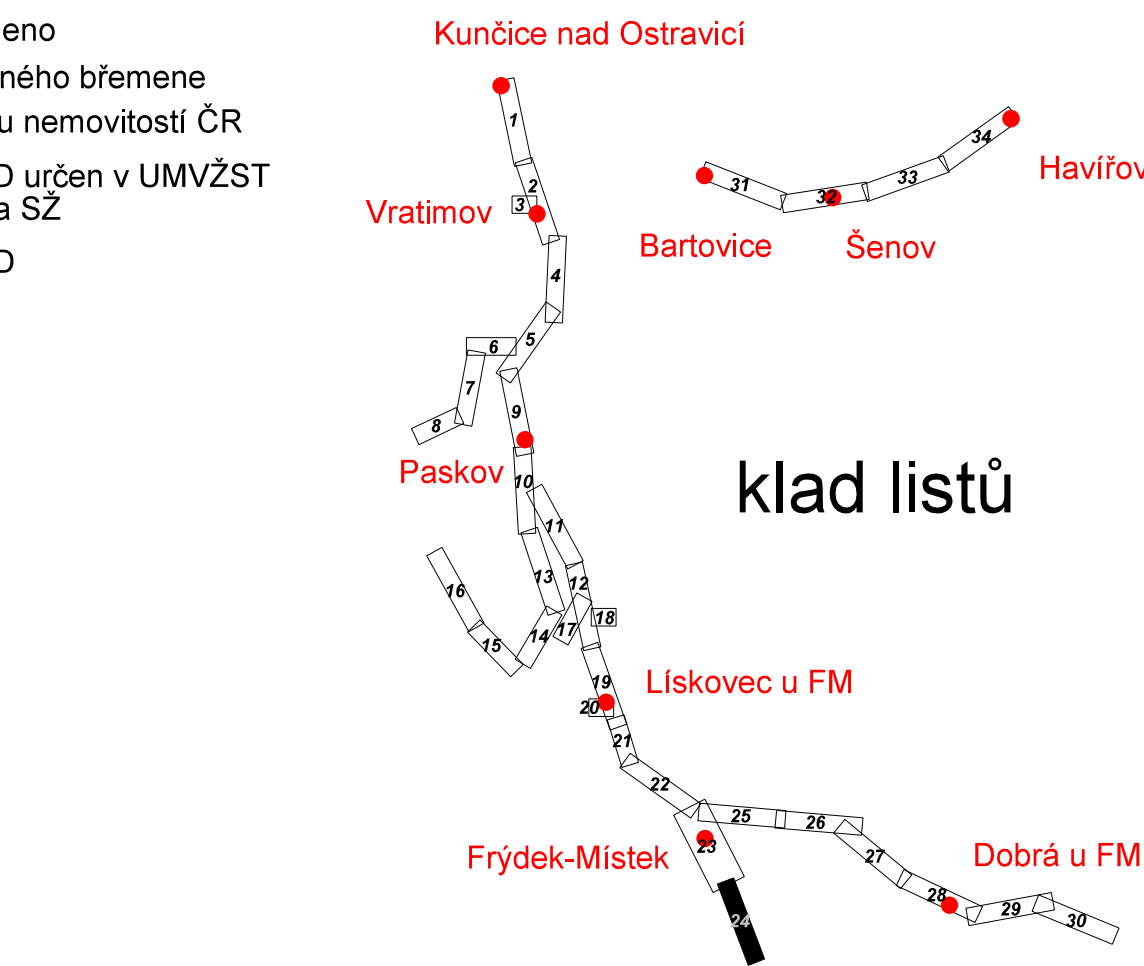 eno
ného břemene
u nemovitostí ČR
D určen v UMVŽST
a SŽ
D
Kunčice nad Ostravicí
1
2
3
Vratimov
4
5
6
7
8
9
Paskov
10
11
12
13
14
15
16
17
18
19
Lískovec u FM
20
21
22
23
Frýdek-Místek
24
25
26
27
28
Dobrá u FM
29
30
31
Bartovice
32
Šenov
33
34
Havířov
klad listů